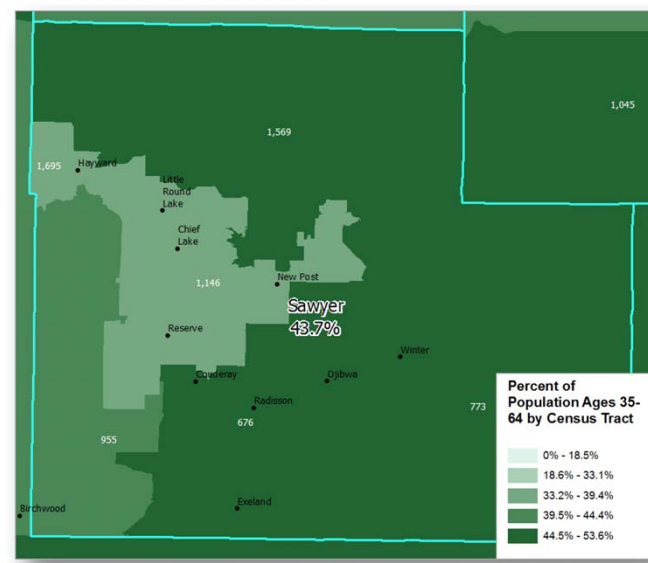 1,045
1,569
1,695
Hayward
Little
Round
Lake
Chief
Lake
1,146
New Post
Sawyer
43.7%
Reserve
Winter
Couderay
Ojibwa
Radisson
676
773
955
Exeland
Birchwood
Percent of
Population Ages 35-
64 by Census Tract
0% - 18.5%
18.6% - 33.1%
33.2% - 39.4%
39.5% - 44.4%
44.5% - 53.6%